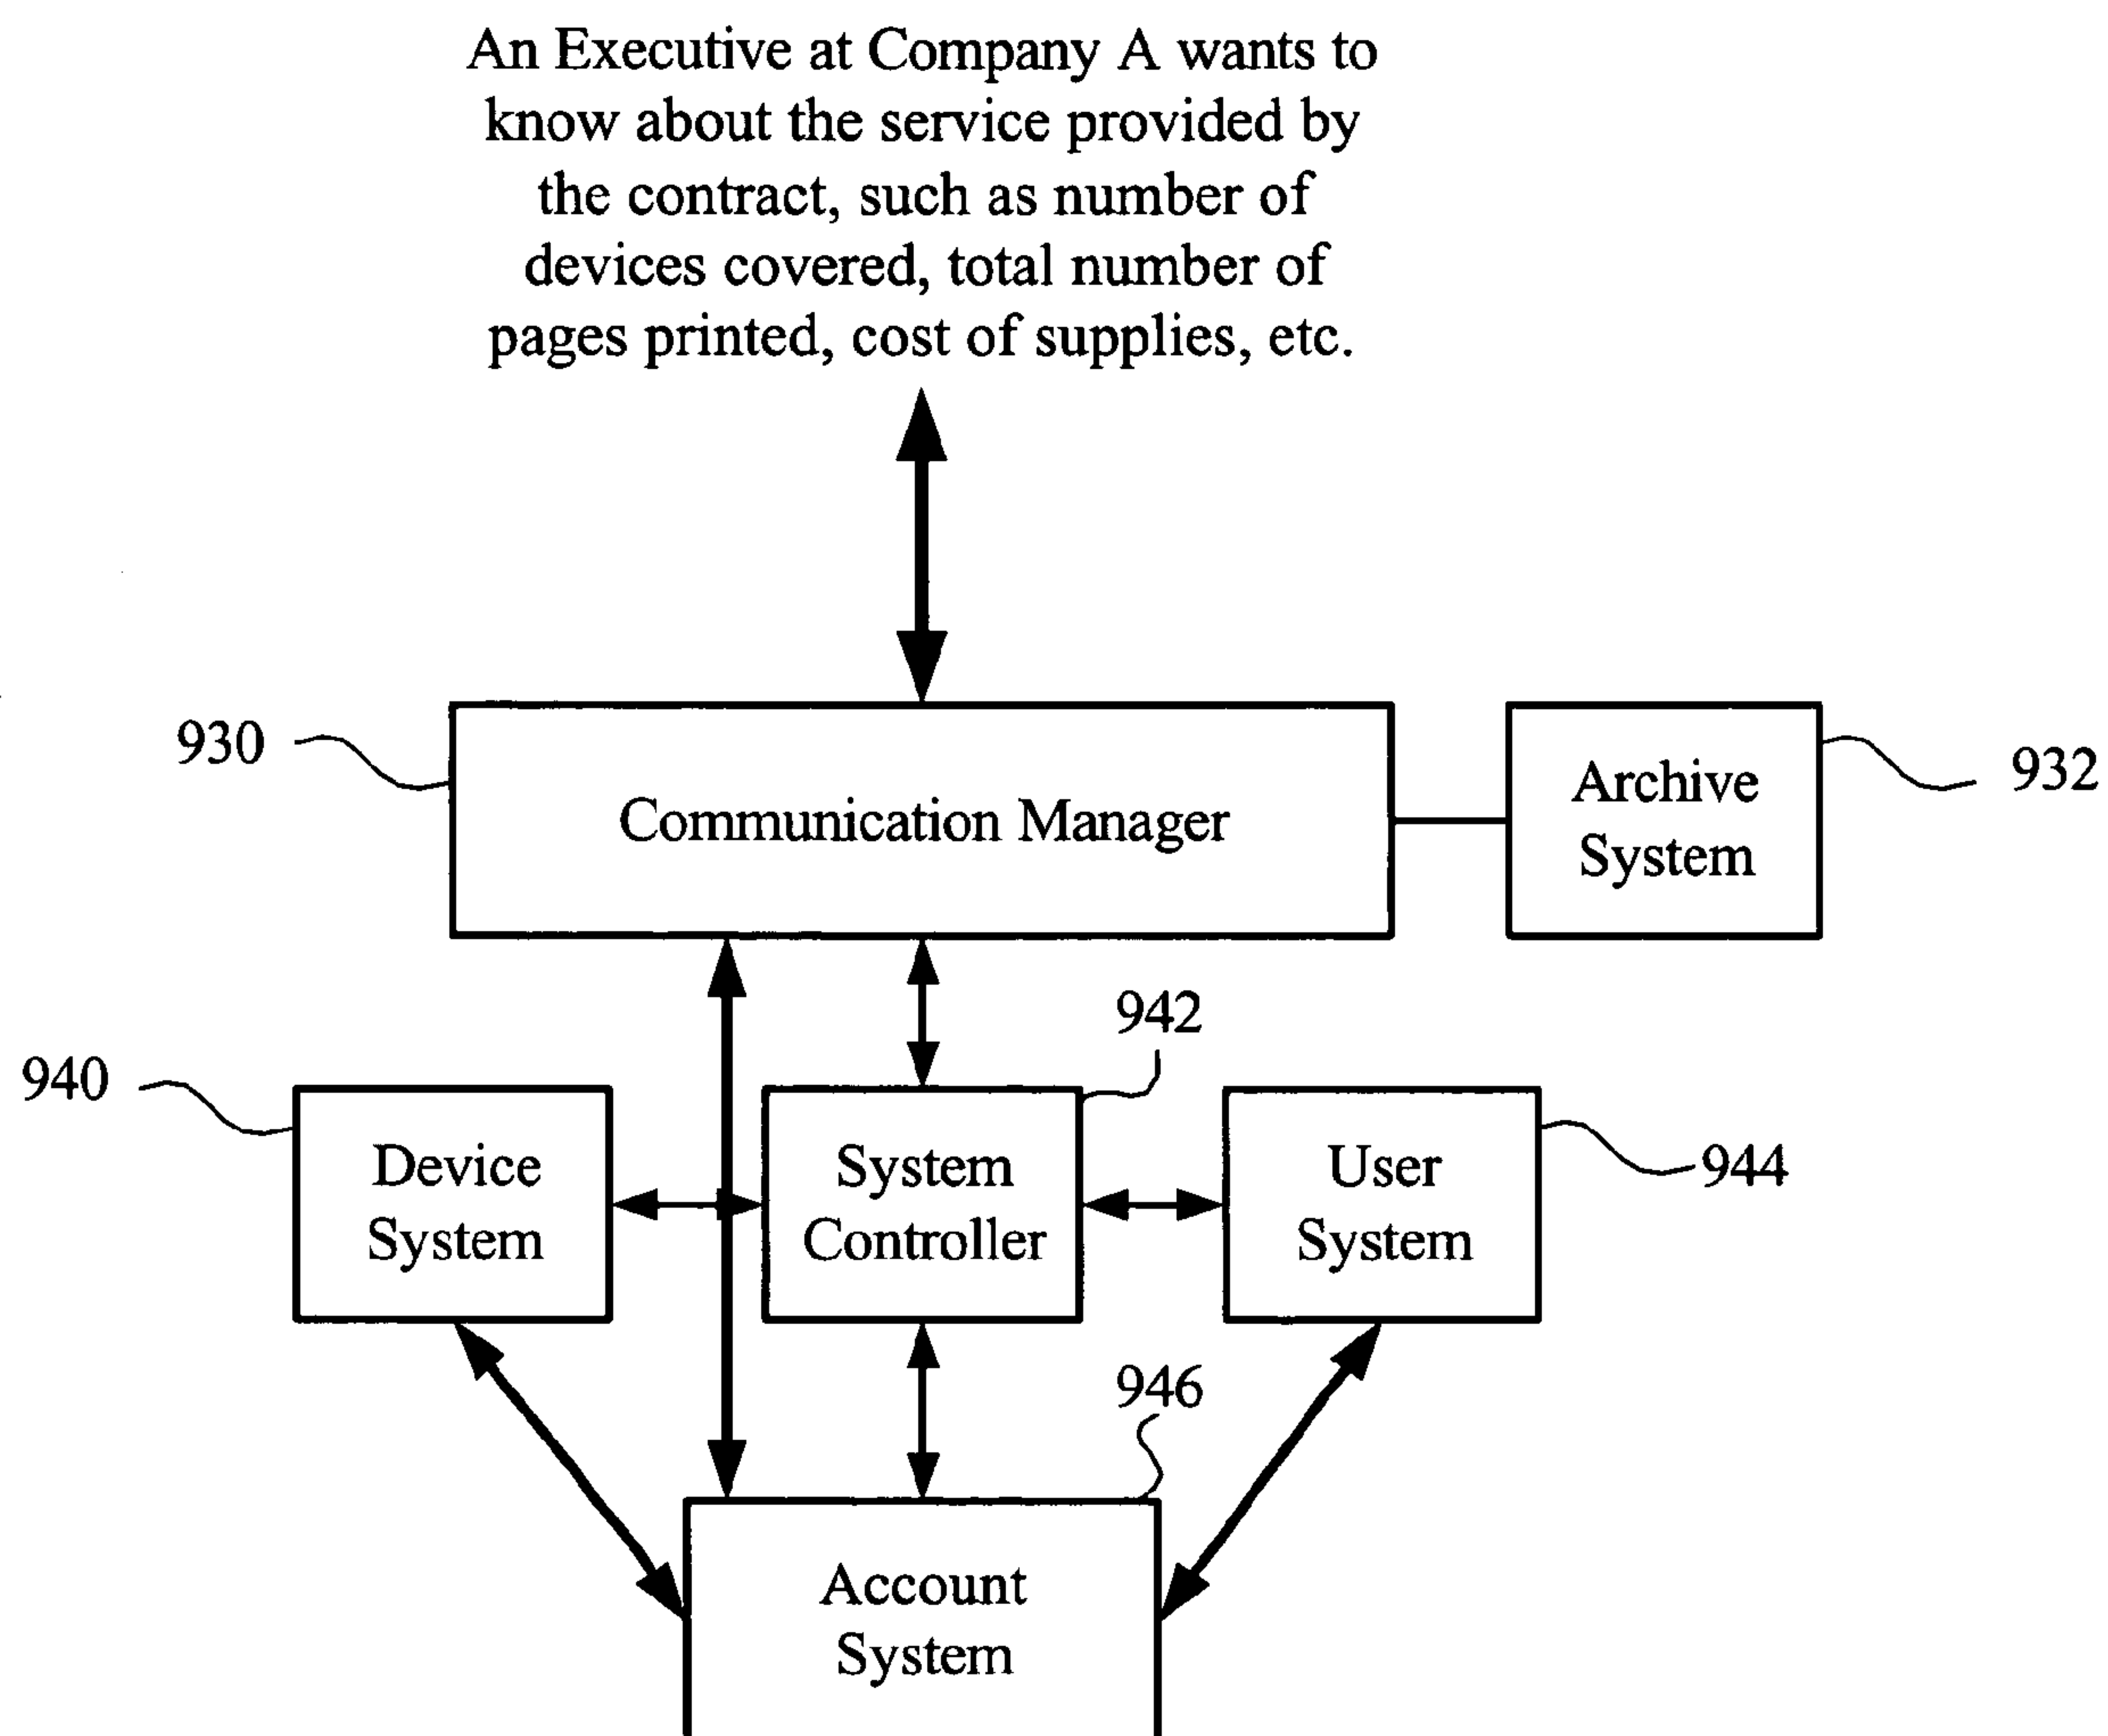 An Executive at Company A wants to
know about the service provided by
the contract, such as number of
devices covered, total number of
pages printed, cost of supplies, etc.
930
Communication Manager
Archive
System
932
942
940
Device
System
System
Controller
User
System
944
946
Account
System